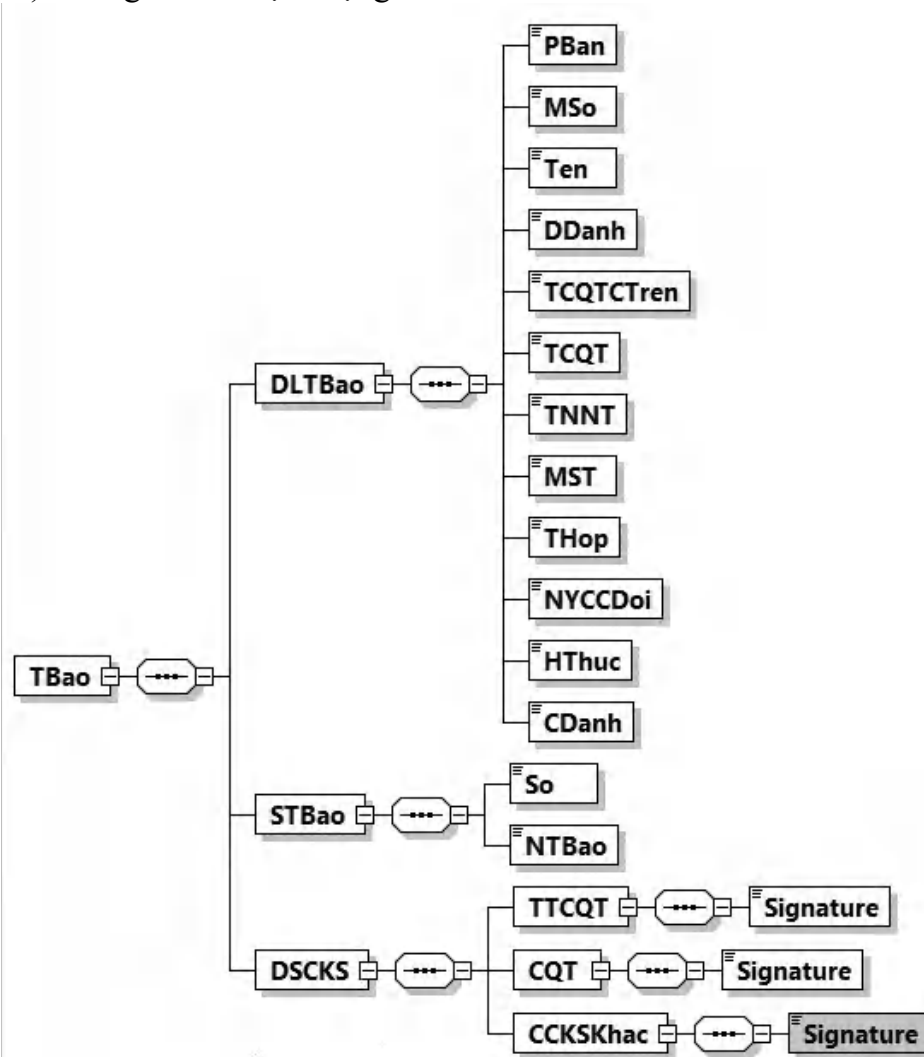 PBan
MSo
Ten
DDanh
TCQTCTren
TCQT
DLTBao
TNNT
MST
THop
NYCCDoi
HThuc
TBao
CDanh
So
STBao
NTBao
TTCQT Signature
DSCKS CQT Signature
CCKSKhac Signature